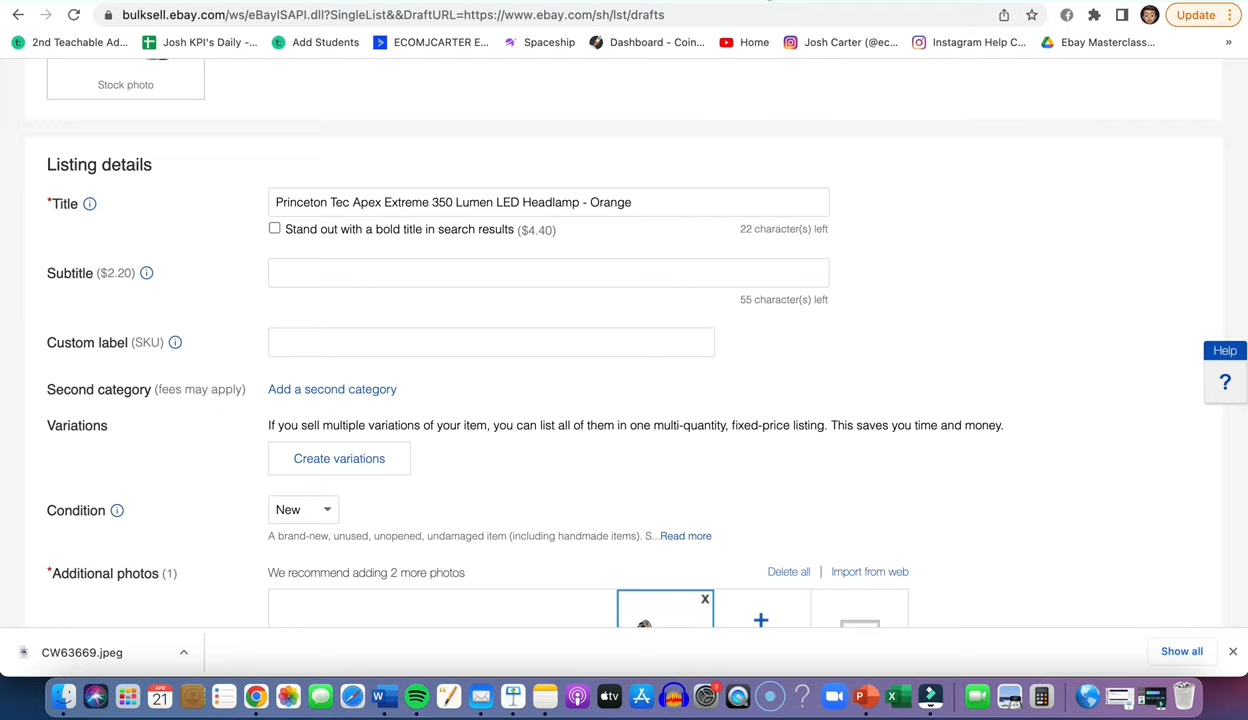 bulksell.ebay.com/ws/eBayISAPI.dll?SingleList&&DraftURL=https://www.ebay.com/sh/lst/drafts
Update
2nd Teachable Ad...
Josh KPI's Daily -...
Add Students
ECOMJCARTER E...
Spaceship
Dashboard - Coin...
Home
Josh Carter (@ec...
Instagram Help C...
Ebay Masterclass...
»
Stock photo
Listing details
*Title
Princeton Tec Apex Extreme 350 Lumen LED Headlamp - Orange
Stand out with a bold title in search results ($4.40)
22 character(s) left
Subtitle ($2.20)
55 character(s) left
Help
?
Custom label (SKU)
Second category (fees may apply)
Add a second category
Variations
If you sell multiple variations of your item, you can list all of them in one multi-quantity, fixed-price listing. This saves you time and money.
Create variations
Condition
New
A brand-new, unused, unopened, undamaged item (including handmade items). S...Read more
*Additional photos (1)
We recommend adding 2 more photos
Delete all | Import from web
X
+
CW63669.jpeg
Show all
APR
21
tv
3